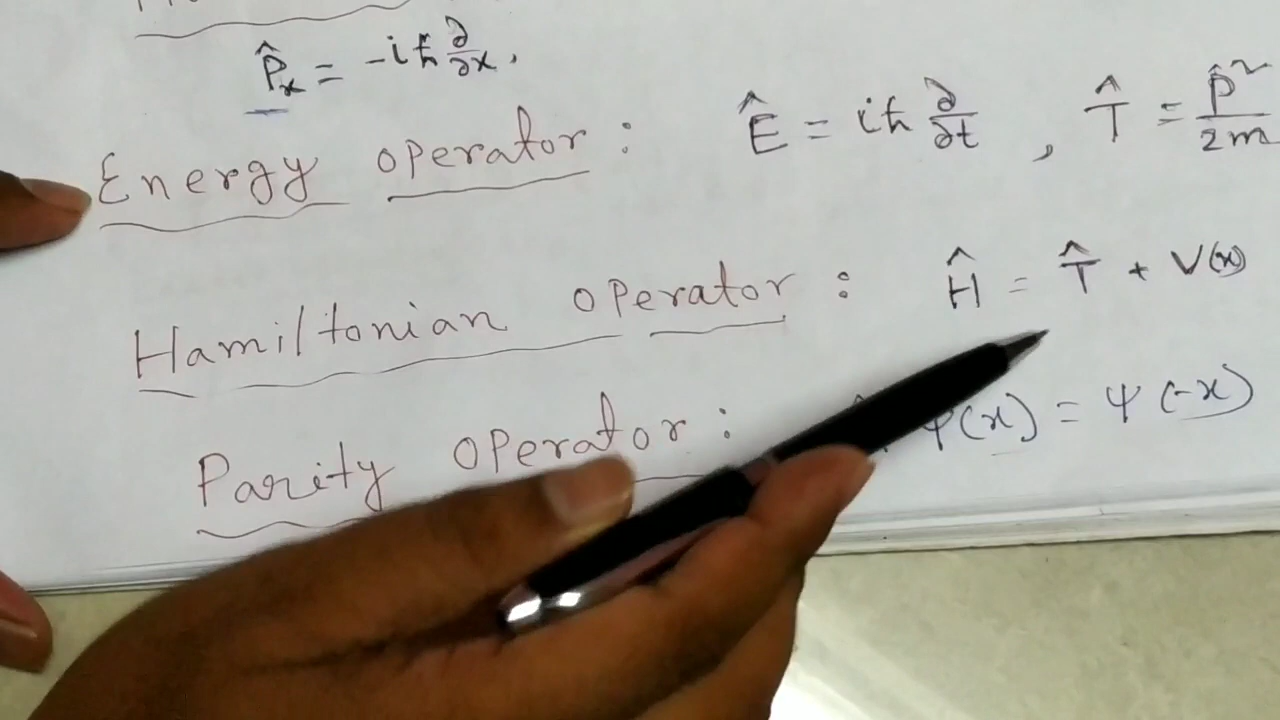 P̂ₓ = -iħ ∂/∂x,
Energy operator : Ê = iħ ∂/∂t , T̂ = P̂²/2m
Hamiltonian operator : Ĥ = T̂ + V(x)
Parity operator : ψ(x) = ψ(-x)